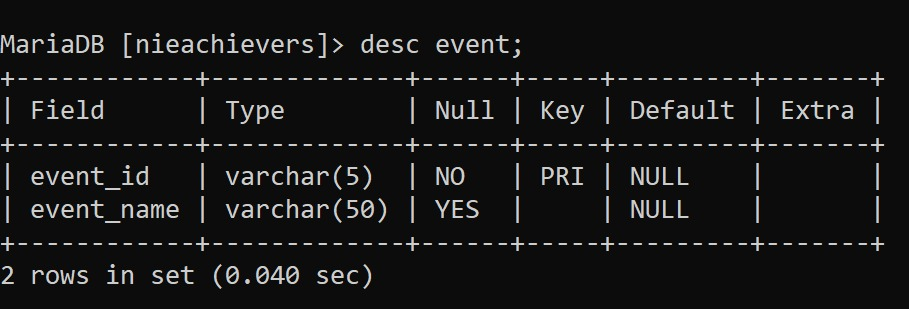 MariaDB [nieachievers]> desc event;
+------------+-------------+------+-----+---------+-------+
| Field      | Type        | Null | Key | Default | Extra |
+------------+-------------+------+-----+---------+-------+
| event_id   | varchar(5)  | NO   | PRI | NULL    |       |
| event_name | varchar(50) | YES  |     | NULL    |       |
+------------+-------------+------+-----+---------+-------+
2 rows in set (0.040 sec)